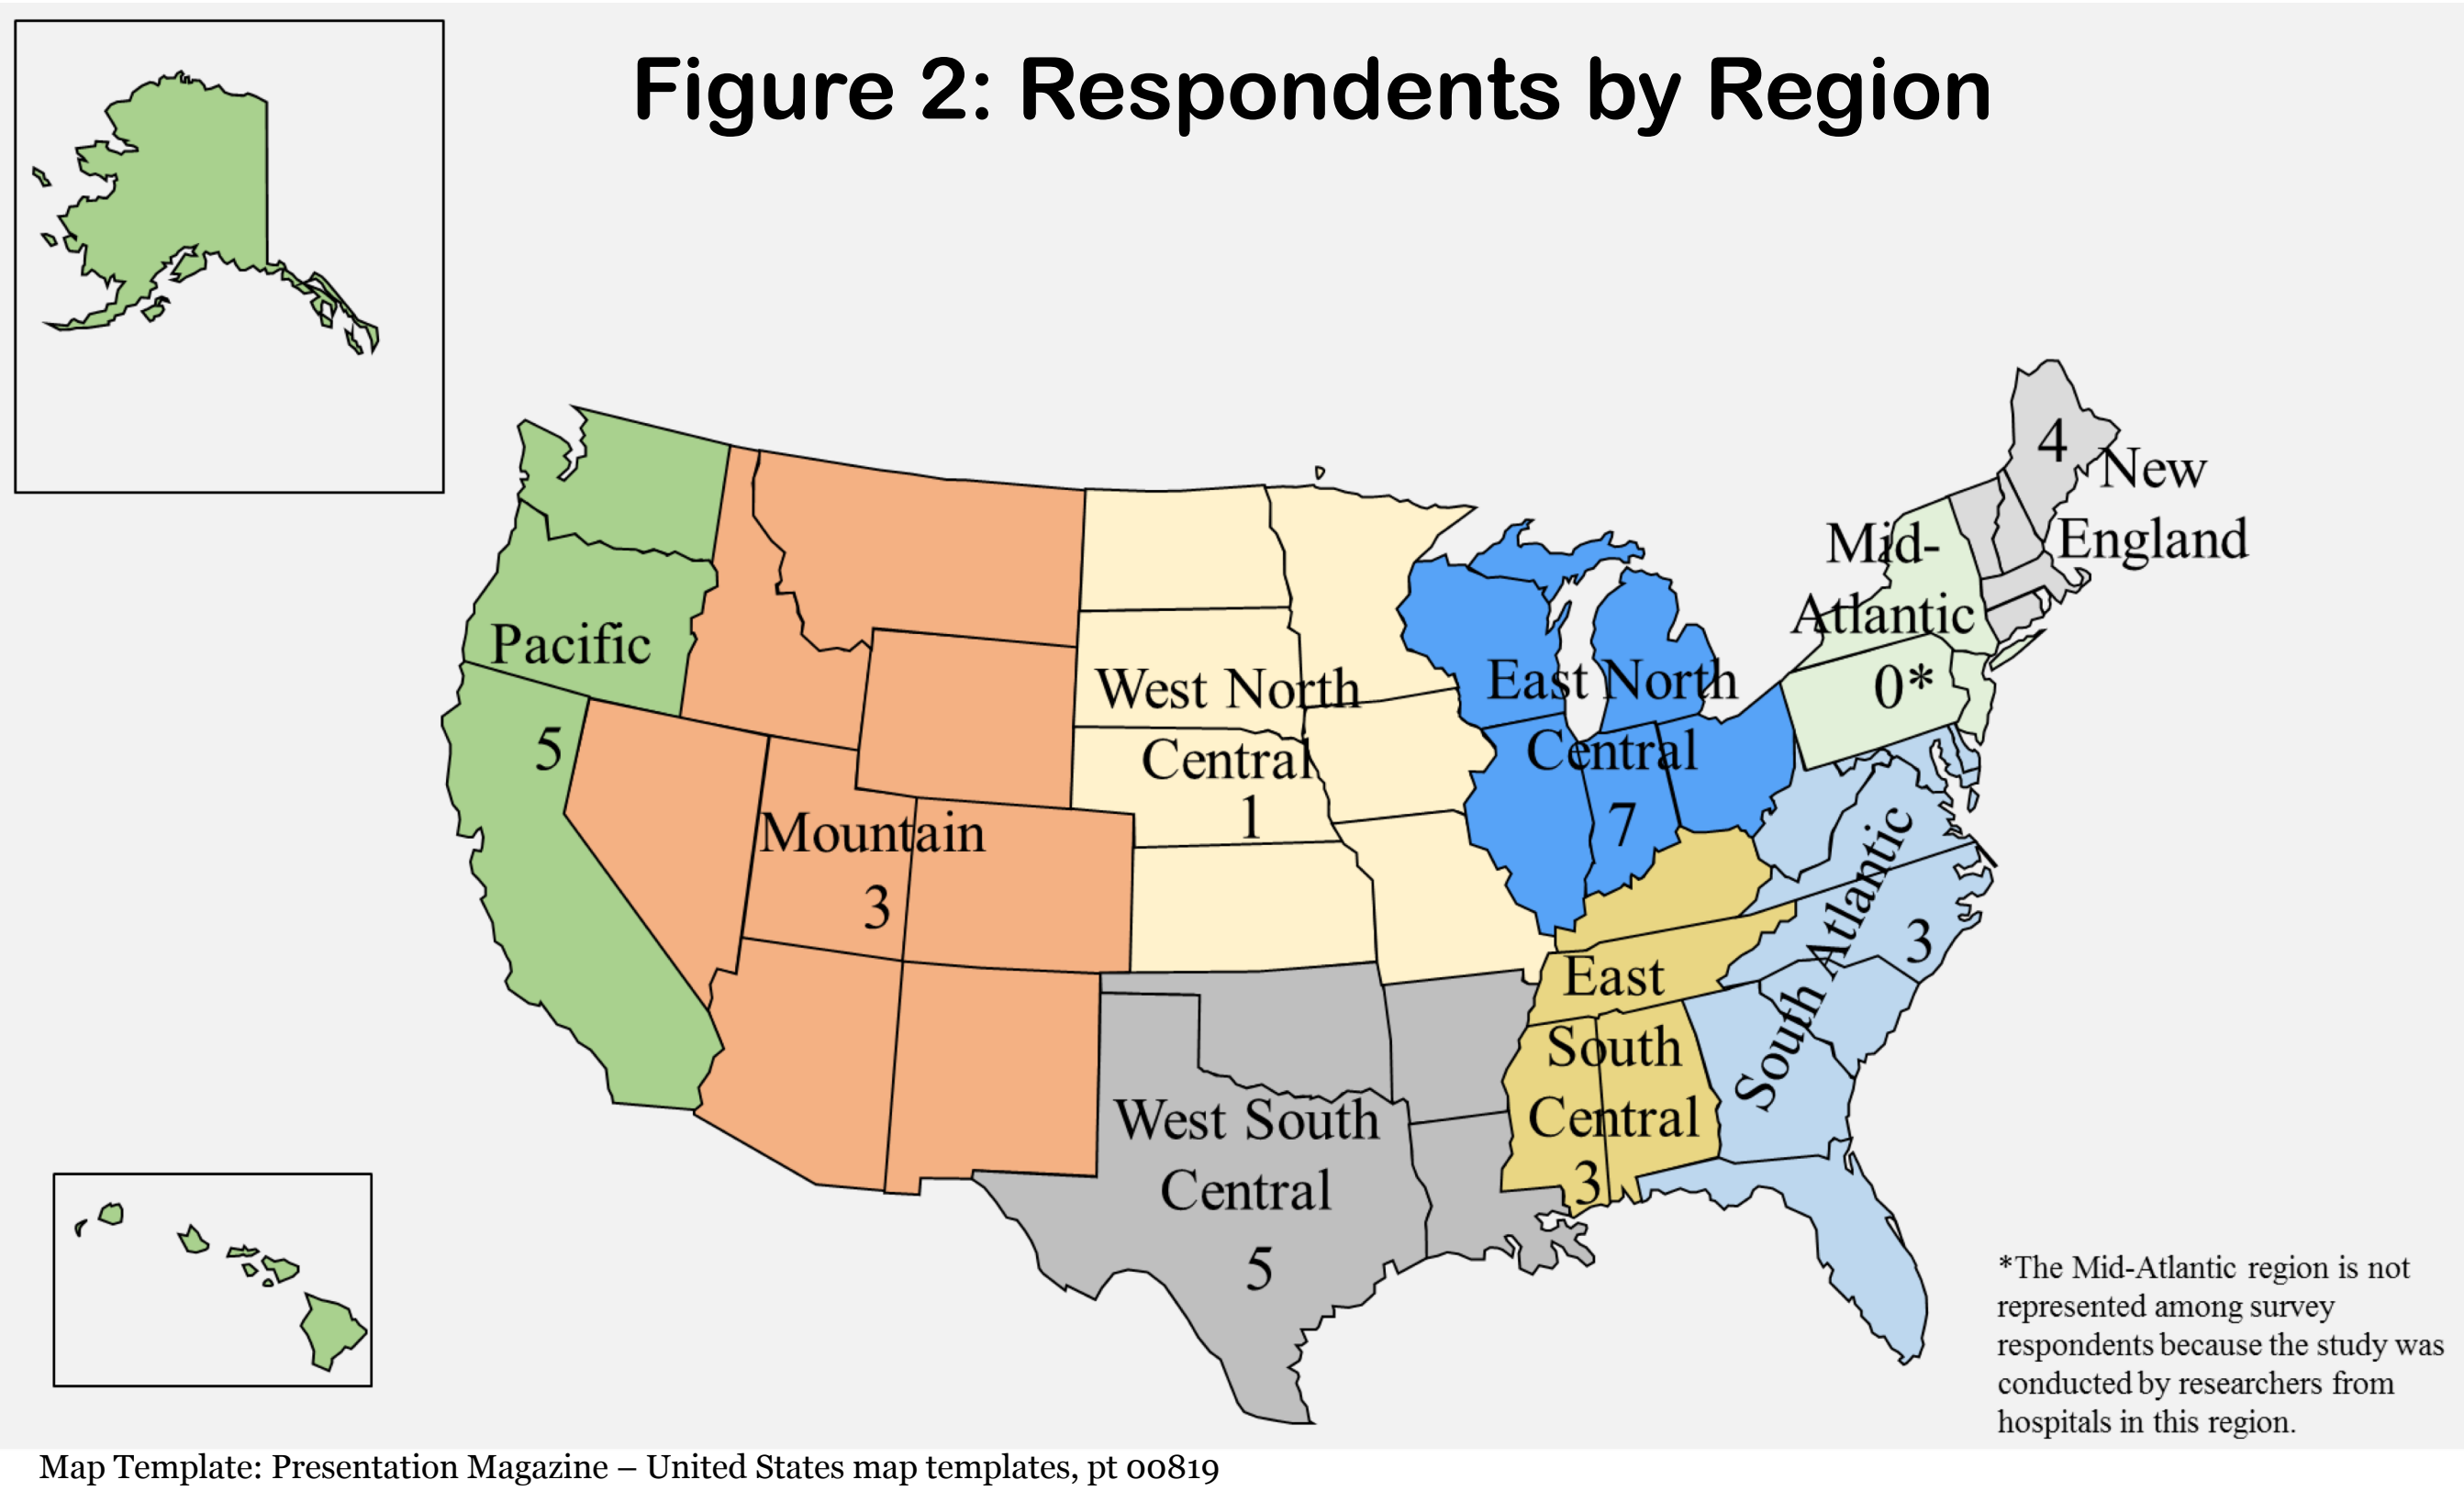 Figure 2: Respondents by Region
4
New
England
Mid-
Atlantic
0*
Pacific
5
West North
Central
1
East North
Central
7
Mountain
3
South Atlantic
3
East
South
Central
3
West South
Central
5
*The Mid-Atlantic region is not
represented among survey
respondents because the study was
conducted by researchers from
hospitals in this region.
Map Template: Presentation Magazine – United States map templates, pt 00819